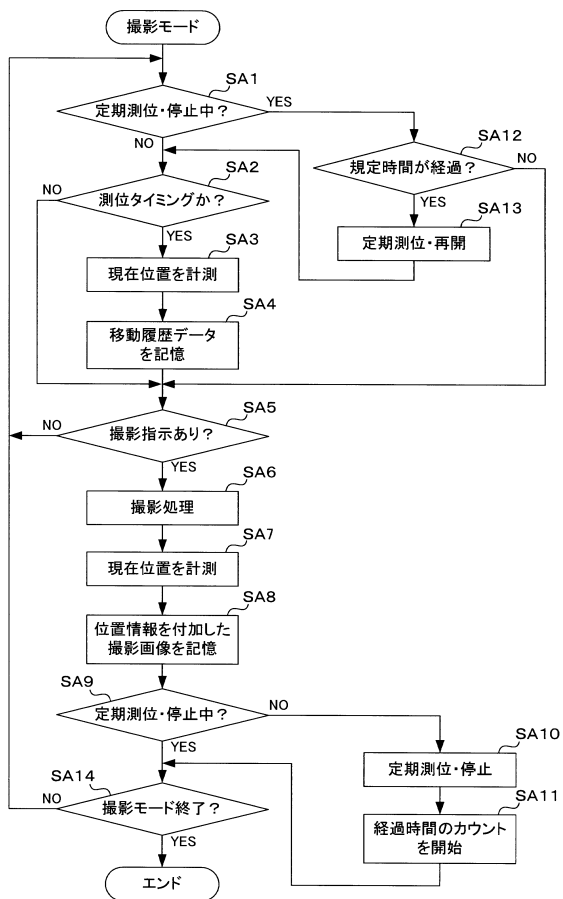 撮影モード
SA1
定期測位・停止中？
YES
NO
SA12
規定時間が経過？
NO
YES
SA2
NO
測位タイミングか？
YES
SA13
定期測位・再開
SA3
現在位置を計測
SA4
移動履歴データ
を記憶
SA5
NO
撮影指示あり？
YES
SA6
撮影処理
SA7
現在位置を計測
SA8
位置情報を付加した
撮影画像を記憶
SA9
定期測位・停止中？
NO
YES
SA10
定期測位・停止
SA11
経過時間のカウント
を開始
SA14
NO
撮影モード終了？
YES
エンド